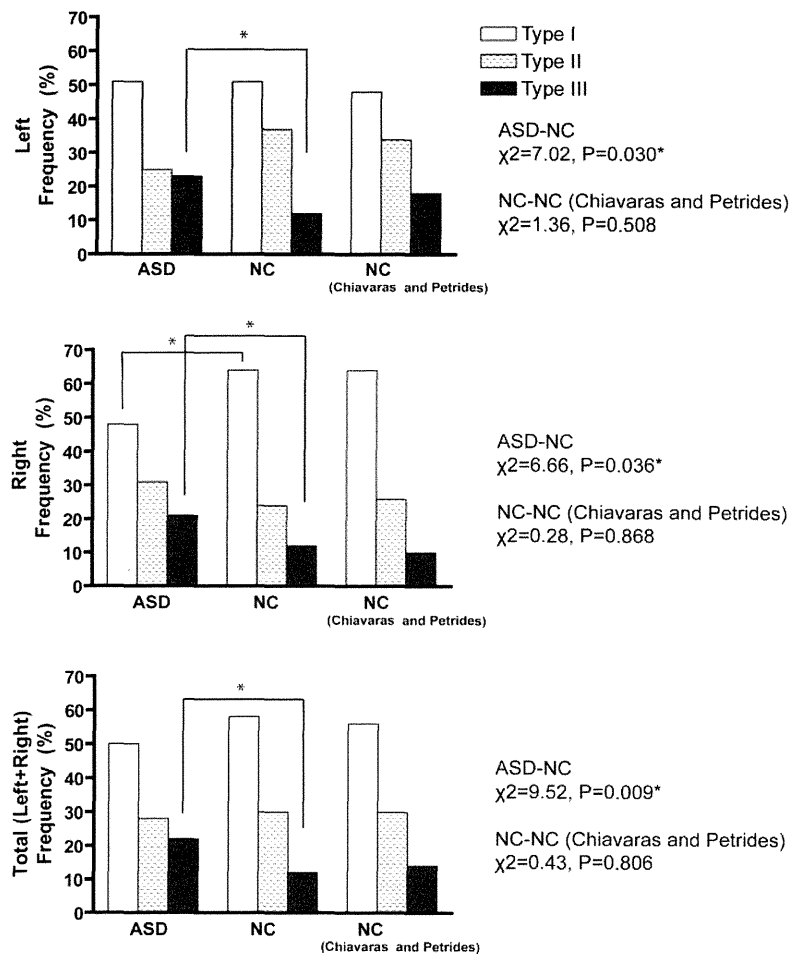 70
60
50
40
30
20
10
0
Left
Frequency (%)
*
ASD
NC
NC
(Chiavaras and Petrides)
Type I
Type II
Type III
ASD-NC
χ2=7.02, P=0.030*
NC-NC (Chiavaras and Petrides)
χ2=1.36, P=0.508
70
60
50
40
30
20
10
0
Right
Frequency (%)
*
*
ASD
NC
NC
(Chiavaras and Petrides)
ASD-NC
χ2=6.66, P=0.036*
NC-NC (Chiavaras and Petrides)
χ2=0.28, P=0.868
70
60
50
40
30
20
10
0
Total (Left+Right)
Frequency (%)
*
ASD
NC
NC
(Chiavaras and Petrides)
ASD-NC
χ2=9.52, P=0.009*
NC-NC (Chiavaras and Petrides)
χ2=0.43, P=0.806